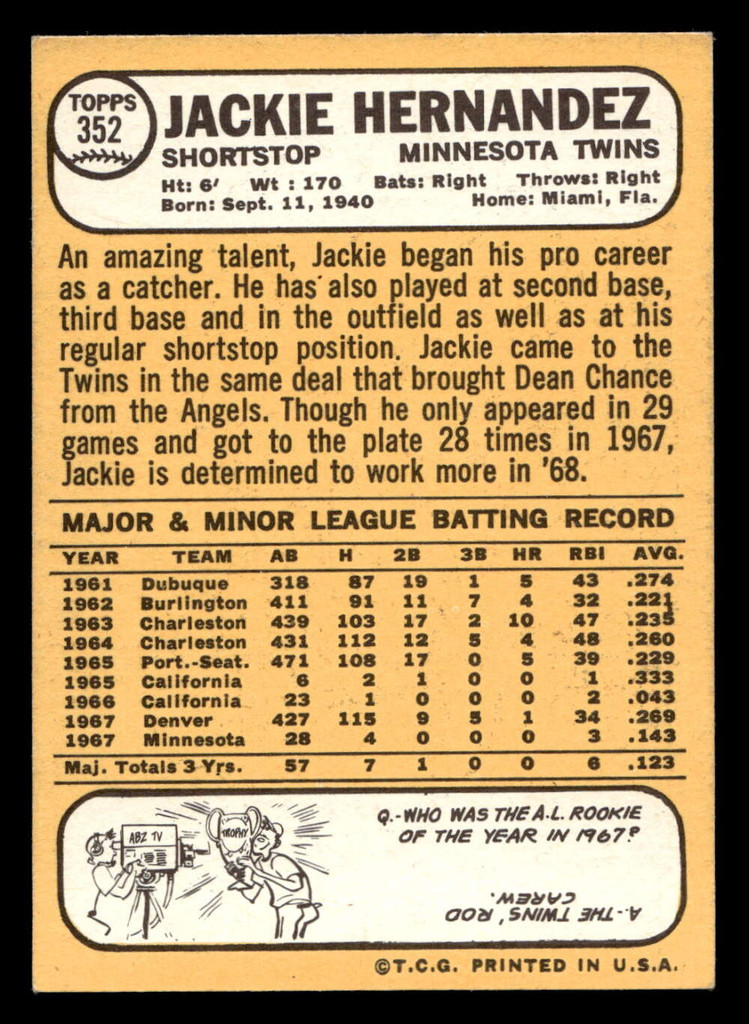 TOPPS
352
JACKIE HERNANDEZ
SHORTSTOP MINNESOTA TWINS
Ht: 6' Wt : 170 Bats: Right Throws: Right
Born: Sept. 11, 1940 Home: Miami, Fla.
An amazing talent, Jackie began his pro career
as a catcher. He has also played at second base,
third base and in the outfield as well as at his
regular shortstop position. Jackie came to the
Twins in the same deal that brought Dean Chance
from the Angels. Though he only appeared in 29
games and got to the plate 28 times in 1967,
Jackie is determined to work more in '68.
MAJOR & MINOR LEAGUE BATTING RECORD
YEAR TEAM AB H 2B 3B HR RBI AVG.
1961 Dubuque 318 87 19 1 5 43 .274
1962 Burlington 411 91 11 7 4 32 .221
1963 Charleston 439 103 17 2 10 47 .235
1964 Charleston 431 112 12 5 4 48 .260
1965 Port.-Seat. 471 108 17 0 5 39 .229
1965 California 6 2 1 0 0 1 .333
1966 California 23 1 0 0 0 2 .043
1967 Denver 427 115 9 5 1 34 .269
1967 Minnesota 28 4 0 0 0 3 .143
Maj. Totals 3 Yrs. 57 7 1 0 0 6 .123
ABZ TV
TROPHY
Q.-WHO WAS THE A.L. ROOKIE
OF THE YEAR IN 1967?
A.-THE TWINS' ROD
CAREW.
©T.C.G. PRINTED IN U.S.A.